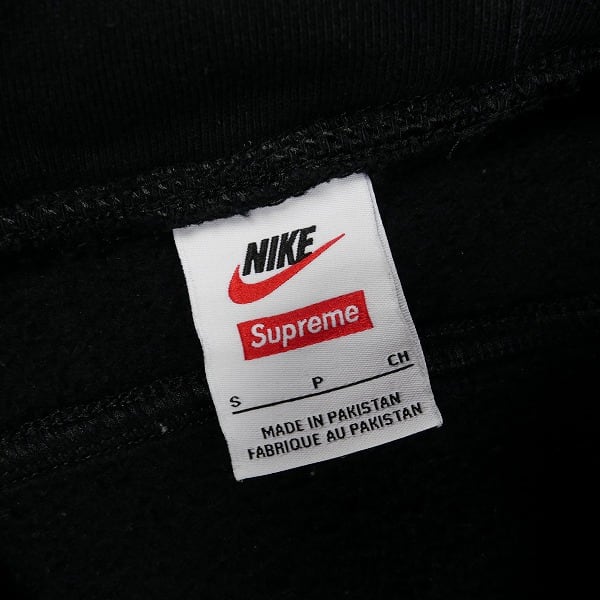 NIKE
Supreme
S P CH
MADE IN PAKISTAN
FABRIQUE AU PAKISTAN